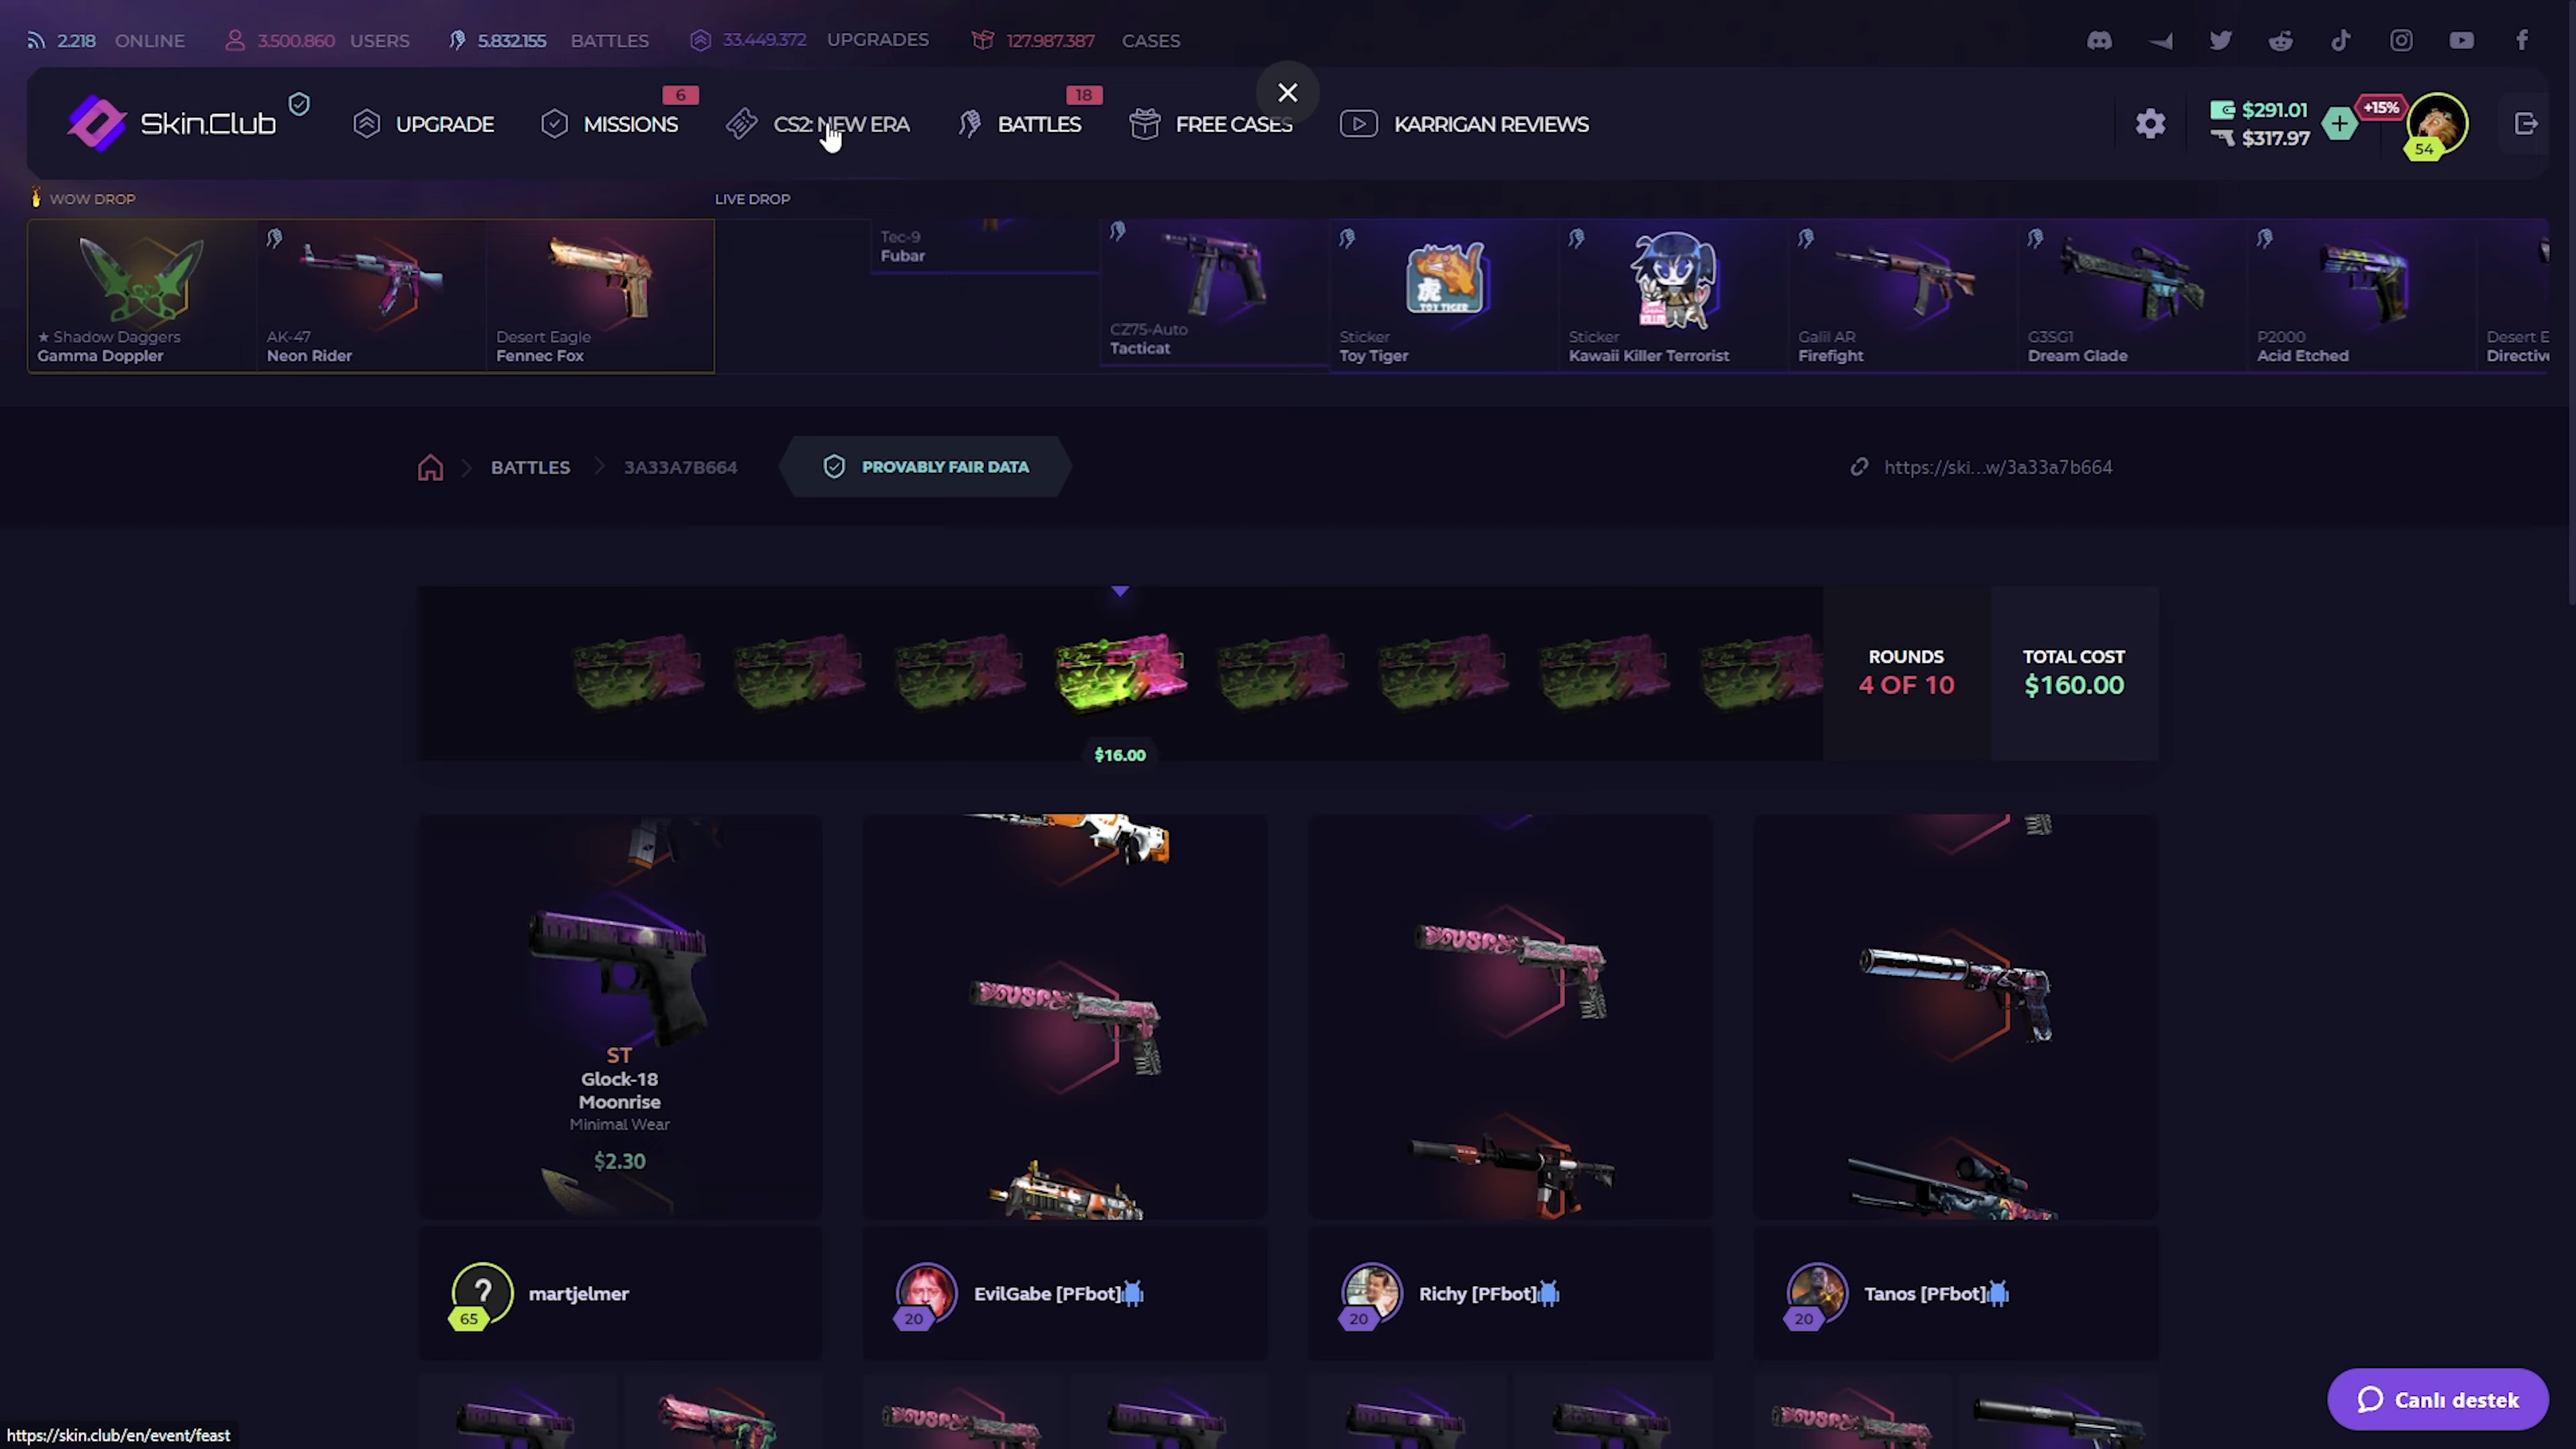 2.218 ONLINE 3.500.860 USERS 5.832.155 BATTLES 33.449.372 UPGRADES 127.987.387 CASES
Skin.Club UPGRADE MISSIONS 6 CS2: NEW ERA BATTLES 18 FREE CASES KARRIGAN REVIEWS $291.01 $317.97 +15% 54
WOW DROP LIVE DROP
Tec-9
Fubar
★ Shadow Daggers
Gamma Doppler
AK-47
Neon Rider
Desert Eagle
Fennec Fox
CZ75-Auto
Tacticat
TOY TIGER
Sticker
Toy Tiger
KILLER
Sticker
Kawaii Killer Terrorist
Galil AR
Firefight
G3SG1
Dream Glade
P2000
Acid Etched
Desert E
Directiv
BATTLES 3A33A7B664 PROVABLY FAIR DATA https://ski...w/3a33a7b664
ROUNDS
4 OF 10
TOTAL COST
$160.00
$16.00
ST
Glock-18
Moonrise
Minimal Wear
$2.30
? 65 martjelmer
20 EvilGabe [PFbot]
20 Richy [PFbot]
20 Tanos [PFbot]
Canlı destek
https://skin.club/en/event/feast